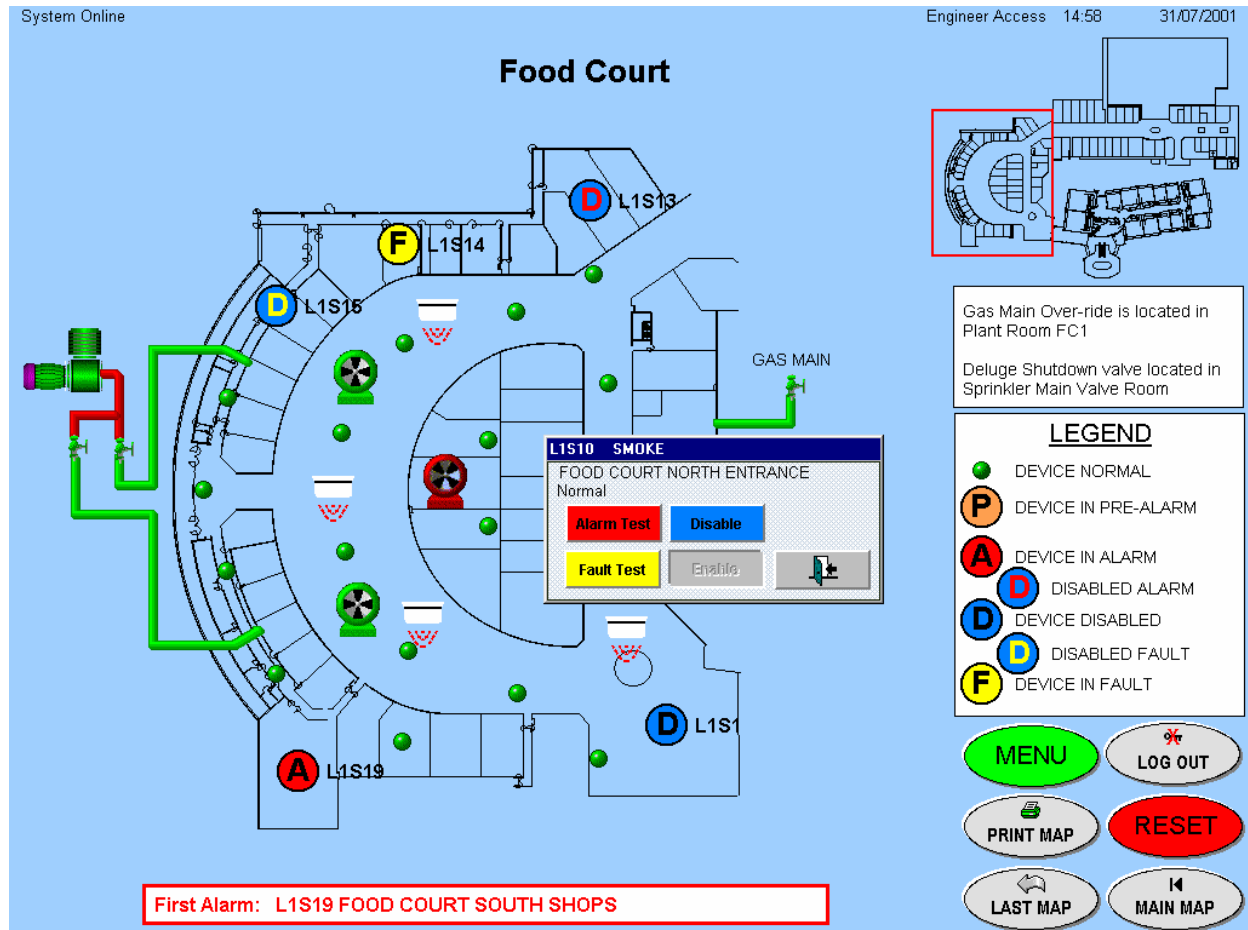 System Online
Engineer Access 14:58 31/07/2001
Food Court
D L1S13
F L1S14
D L1S15
GAS MAIN
Gas Main Over-ride is located in
Plant Room FC1
Deluge Shutdown valve located in
Sprinkler Main Valve Room
L1S10 SMOKE
FOOD COURT NORTH ENTRANCE
Normal
Alarm Test Disable
Fault Test Enable
LEGEND
DEVICE NORMAL
P DEVICE IN PRE-ALARM
A DEVICE IN ALARM
D DISABLED ALARM
D DEVICE DISABLED
D DISABLED FAULT
F DEVICE IN FAULT
D L1S1
A L1S19
MENU LOG OUT
PRINT MAP RESET
LAST MAP MAIN MAP
First Alarm: L1S19 FOOD COURT SOUTH SHOPS